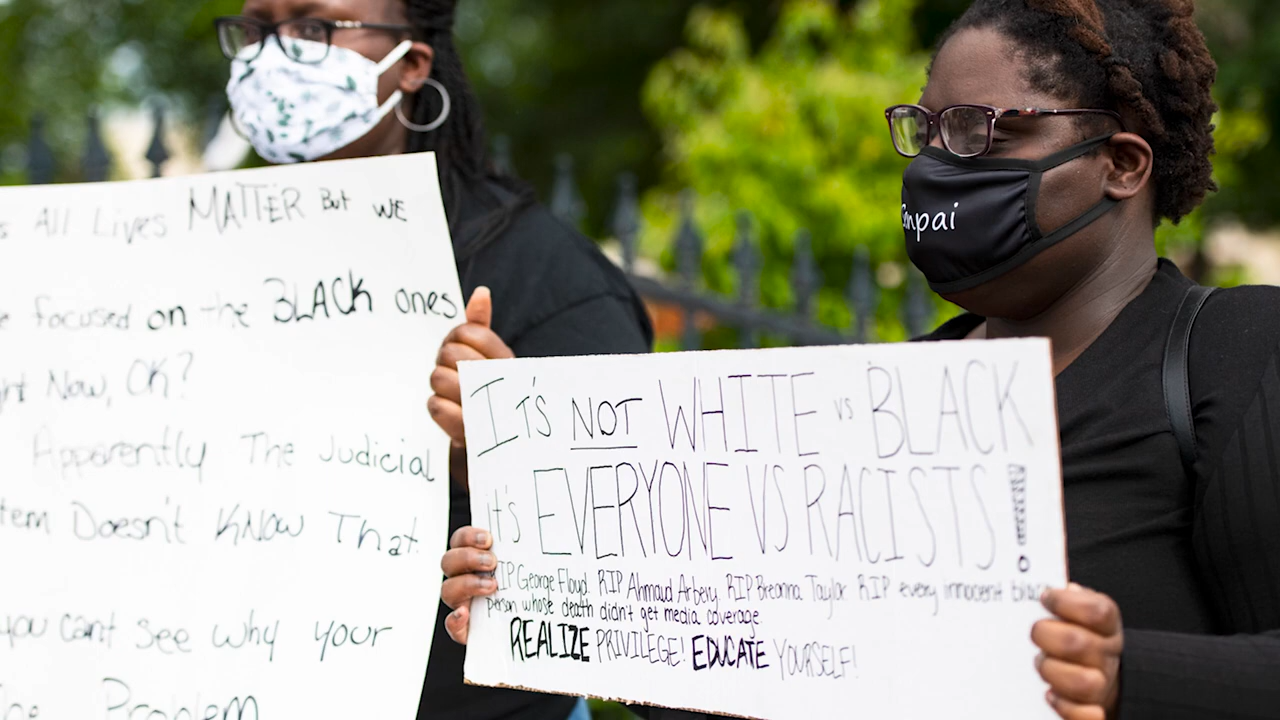 All Lives MATTER But WE
focused on the BLACK ones
Now, OK?
Apparently The Judicial
Doesn't KNOW That.
you can't see why your
Problem
enpai
IT'S NOT WHITE vs BLACK
it's EVERYONE VS RACISTS!
RIP George Floyd. RIP Ahmaud Arbery. RIP Breonna Taylor RIP every innocent black
person whose death didn't get media coverage.
REALIZE PRIVILEGE! EDUCATE YOURSELF!